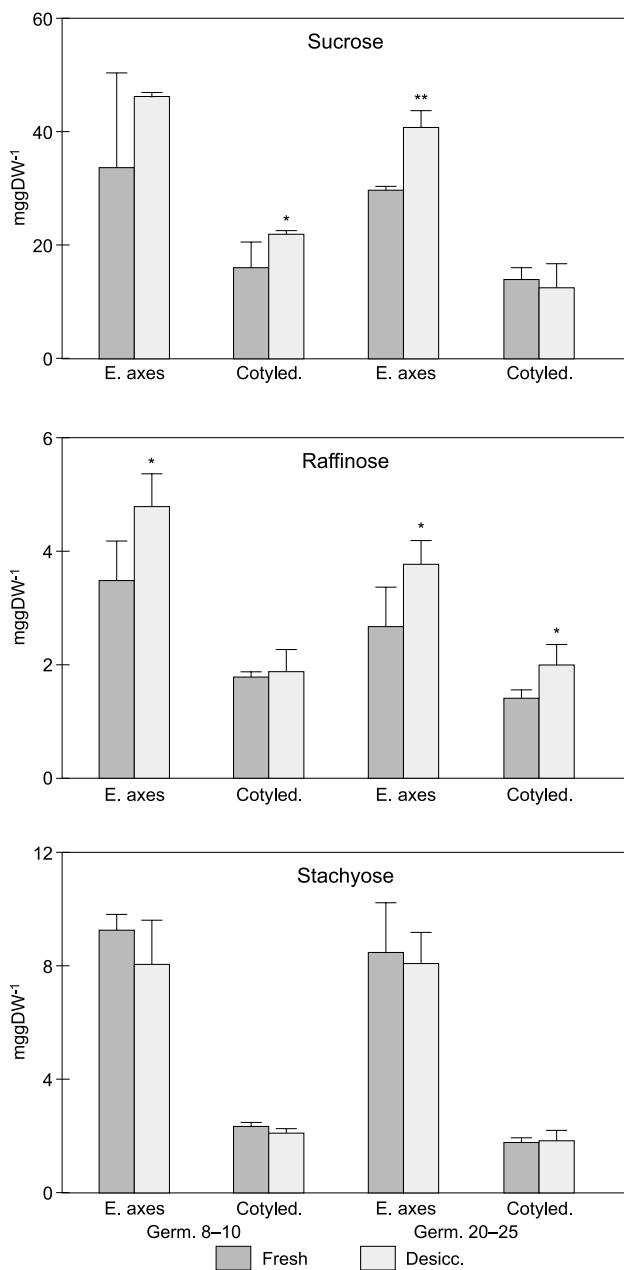 Sucrose
mggDW⁻¹
60
40
20
0
**
*
E. axes Cotyled. E. axes Cotyled.
Raffinose
mggDW⁻¹
6
4
2
0
*
*
*
E. axes Cotyled. E. axes Cotyled.
Stachyose
mggDW⁻¹
12
8
4
0
E. axes Cotyled. E. axes Cotyled.
Germ. 8–10 Germ. 20–25
Fresh Desicc.